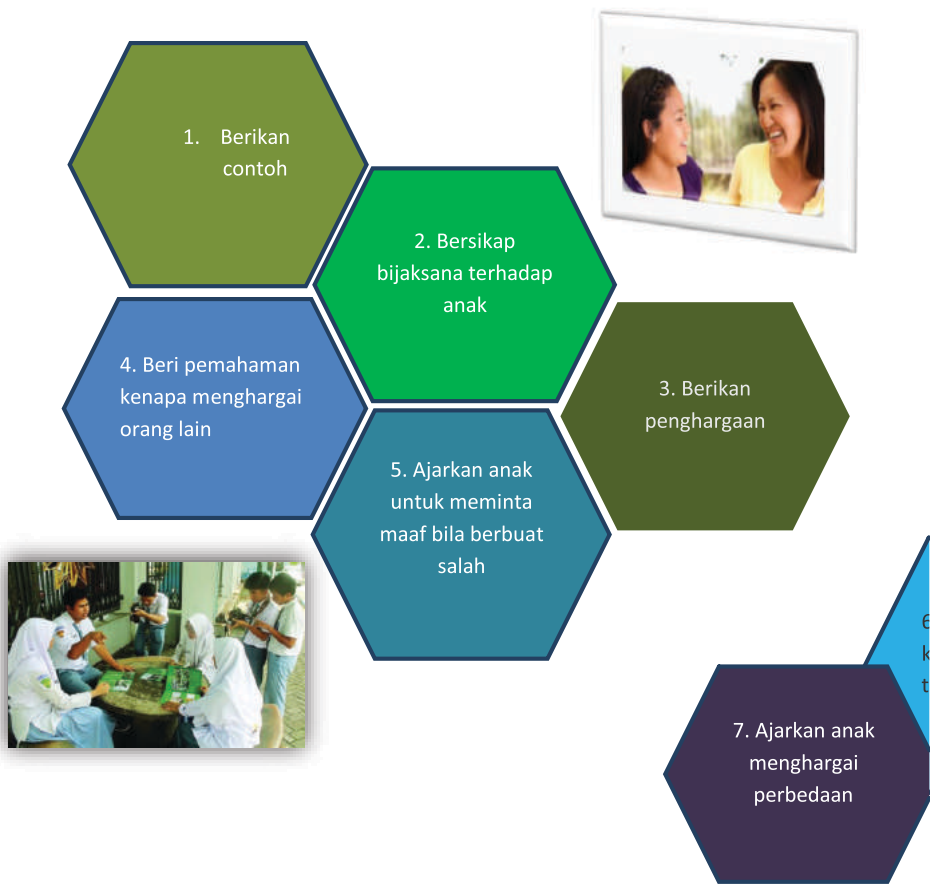 1. Berikan
contoh
2. Bersikap
bijaksana terhadap
anak
3. Berikan
penghargaan
4. Beri pemahaman
kenapa menghargai
orang lain
5. Ajarkan anak
untuk meminta
maaf bila berbuat
salah
7. Ajarkan anak
menghargai
perbedaan